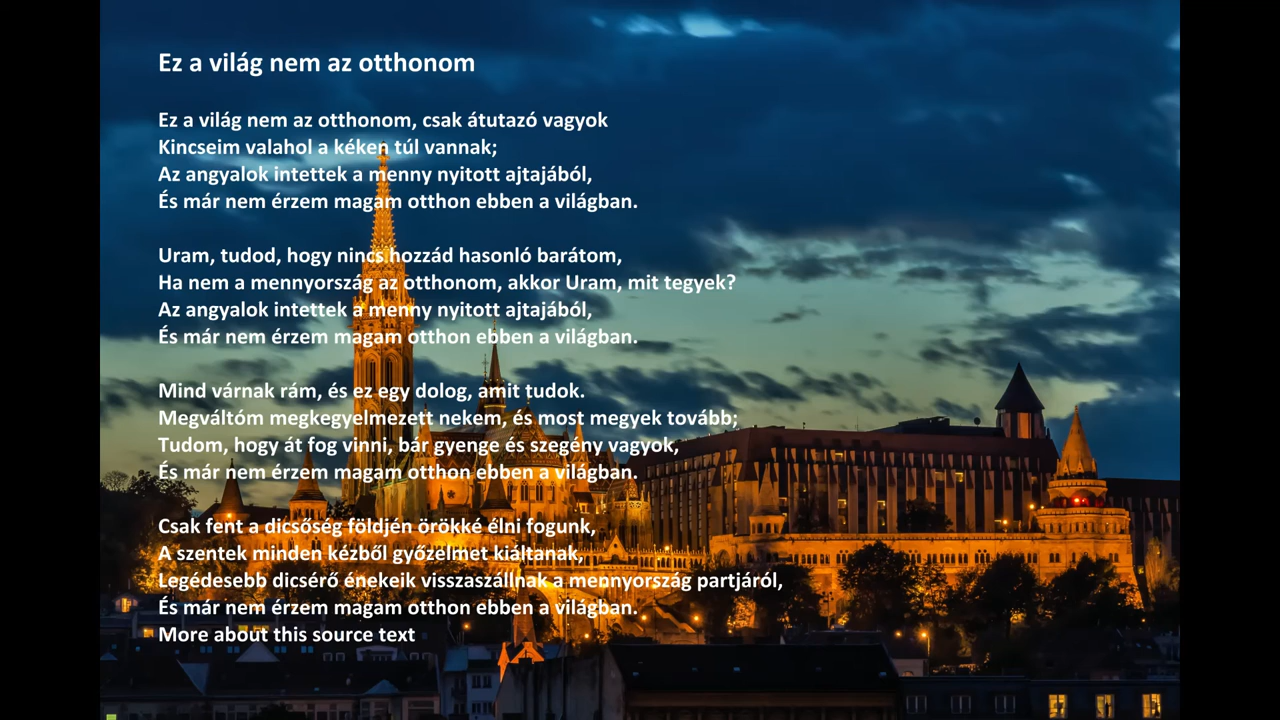 Ez a világ nem az otthonom
Ez a világ nem az otthonom, csak átutazó vagyok
Kincseim valahol a kéken túl vannak;
Az angyalok intettek a menny nyitott ajtajából,
És már nem érzem magam otthon ebben a világban.
Uram, tudod, hogy nincs hozzád hasonló barátom,
Ha nem a mennyország az otthonom, akkor Uram, mit tegyek?
Az angyalok intettek a menny nyitott ajtajából,
És már nem érzem magam otthon ebben a világban.
Mind várnak rám, és ez egy dolog, amit tudok.
Megváltóm megkegyelmezett nekem, és most megyek tovább;
Tudom, hogy át fog vinni, bár gyenge és szegény vagyok,
És már nem érzem magam otthon ebben a világban.
Csak fent a dicsőség földjén örökké élni fogunk,
A szentek minden kézből győzelmet kiáltanak,
Legédesebb dicsérő énekeik visszaszállnak a mennyország partjáról,
És már nem érzem magam otthon ebben a világban.
More about this source text